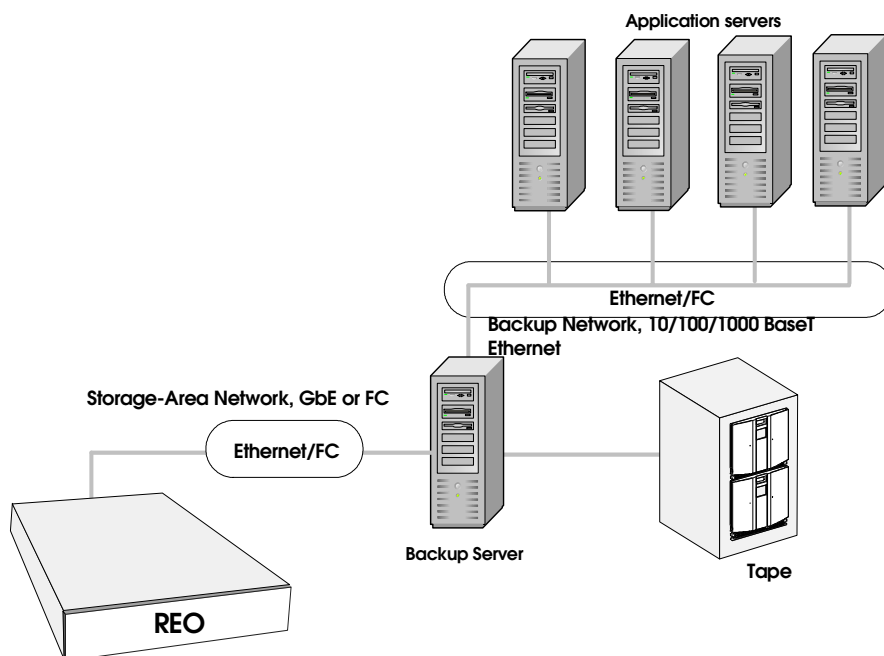 Application servers
Ethernet/FC
Backup Network, 10/100/1000 BaseT
Ethernet
Storage-Area Network, GbE or FC
Ethernet/FC
Backup Server
Tape
REO